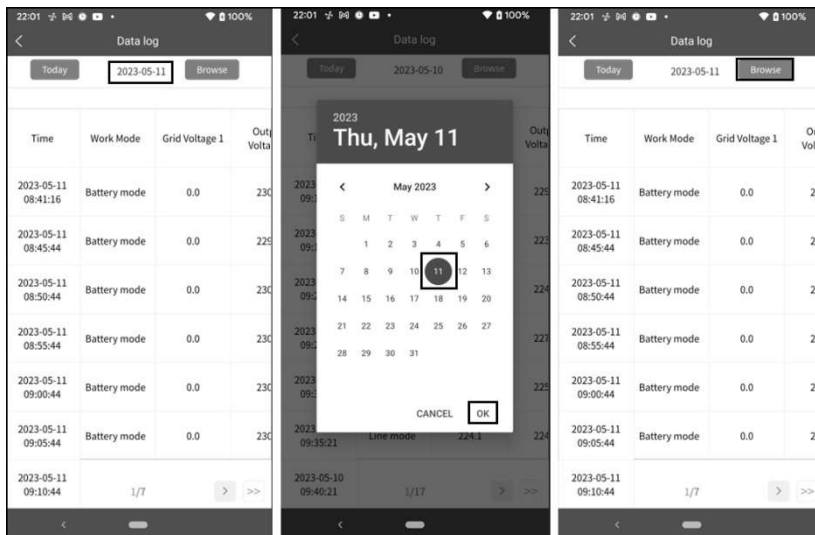 22:01 100%
Data log
Today 2023-05-11 Browse
Time Work Mode Grid Voltage 1
2023-05-11
08:41:16 Battery mode 0.0 230
2023-05-11
08:45:44 Battery mode 0.0 229
2023-05-11
08:50:44 Battery mode 0.0 230
2023-05-11
08:55:44 Battery mode 0.0 230
2023-05-11
09:00:44 Battery mode 0.0 230
2023-05-11
09:05:44 Battery mode 0.0 230
2023-05-11
09:10:44
1/7 > >>
22:01 100%
Data log
Today 2023-05-10 Browse
2023
Thu, May 11
May 2023
S M T W T F S
1 2 3 4 5 6
7 8 9 10 11 12 13
14 15 16 17 18 19 20
21 22 23 24 25 26 27
28 29 30 31
CANCEL OK
09:35:21 Line mode 224.1 224
2023-05-10
09:40:21
1/17 > >>
22:01 100%
Data log
Today 2023-05-11 Browse
Time Work Mode Grid Voltage 1
2023-05-11
08:41:16 Battery mode 0.0
2023-05-11
08:45:44 Battery mode 0.0
2023-05-11
08:50:44 Battery mode 0.0
2023-05-11
08:55:44 Battery mode 0.0
2023-05-11
09:00:44 Battery mode 0.0
2023-05-11
09:05:44 Battery mode 0.0
2023-05-11
09:10:44
1/7 > >>